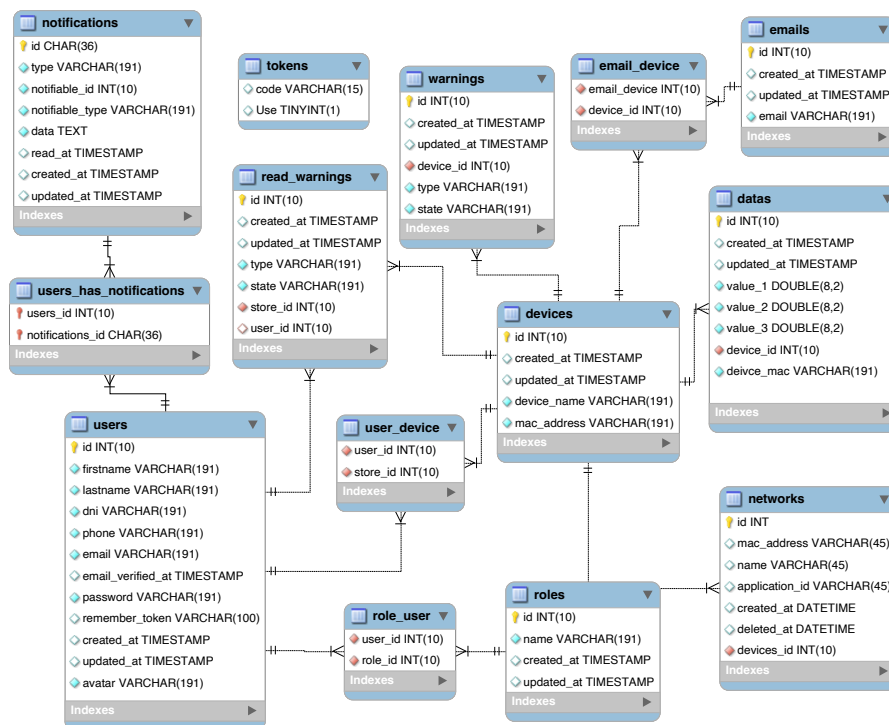 notifications
id CHAR(36)
type VARCHAR(191)
notifiable_id INT(10)
notifiable_type VARCHAR(191)
data TEXT
read_at TIMESTAMP
created_at TIMESTAMP
updated_at TIMESTAMP
Indexes
tokens
code VARCHAR(15)
Use TINYINT(1)
warnings
id INT(10)
created_at TIMESTAMP
updated_at TIMESTAMP
device_id INT(10)
type VARCHAR(191)
state VARCHAR(191)
Indexes
email_device
email_device INT(10)
device_id INT(10)
Indexes
emails
id INT(10)
created_at TIMESTAMP
updated_at TIMESTAMP
email VARCHAR(191)
Indexes
read_warnings
id INT(10)
created_at TIMESTAMP
updated_at TIMESTAMP
type VARCHAR(191)
state VARCHAR(191)
store_id INT(10)
user_id INT(10)
Indexes
datas
id INT(10)
created_at TIMESTAMP
updated_at TIMESTAMP
value_1 DOUBLE(8,2)
value_2 DOUBLE(8,2)
value_3 DOUBLE(8,2)
device_id INT(10)
deivce_mac VARCHAR(191)
Indexes
users_has_notifications
users_id INT(10)
notifications_id CHAR(36)
Indexes
devices
id INT(10)
created_at TIMESTAMP
updated_at TIMESTAMP
device_name VARCHAR(191)
mac_address VARCHAR(191)
Indexes
users
id INT(10)
firstname VARCHAR(191)
lastname VARCHAR(191)
dni VARCHAR(191)
phone VARCHAR(191)
email VARCHAR(191)
email_verified_at TIMESTAMP
password VARCHAR(191)
remember_token VARCHAR(100)
created_at TIMESTAMP
updated_at TIMESTAMP
avatar VARCHAR(191)
Indexes
user_device
user_id INT(10)
store_id INT(10)
Indexes
networks
id INT
mac_address VARCHAR(45)
name VARCHAR(45)
application_id VARCHAR(45)
created_at DATETIME
deleted_at DATETIME
devices_id INT(10)
Indexes
role_user
user_id INT(10)
role_id INT(10)
Indexes
roles
id INT(10)
name VARCHAR(191)
created_at TIMESTAMP
updated_at TIMESTAMP
Indexes